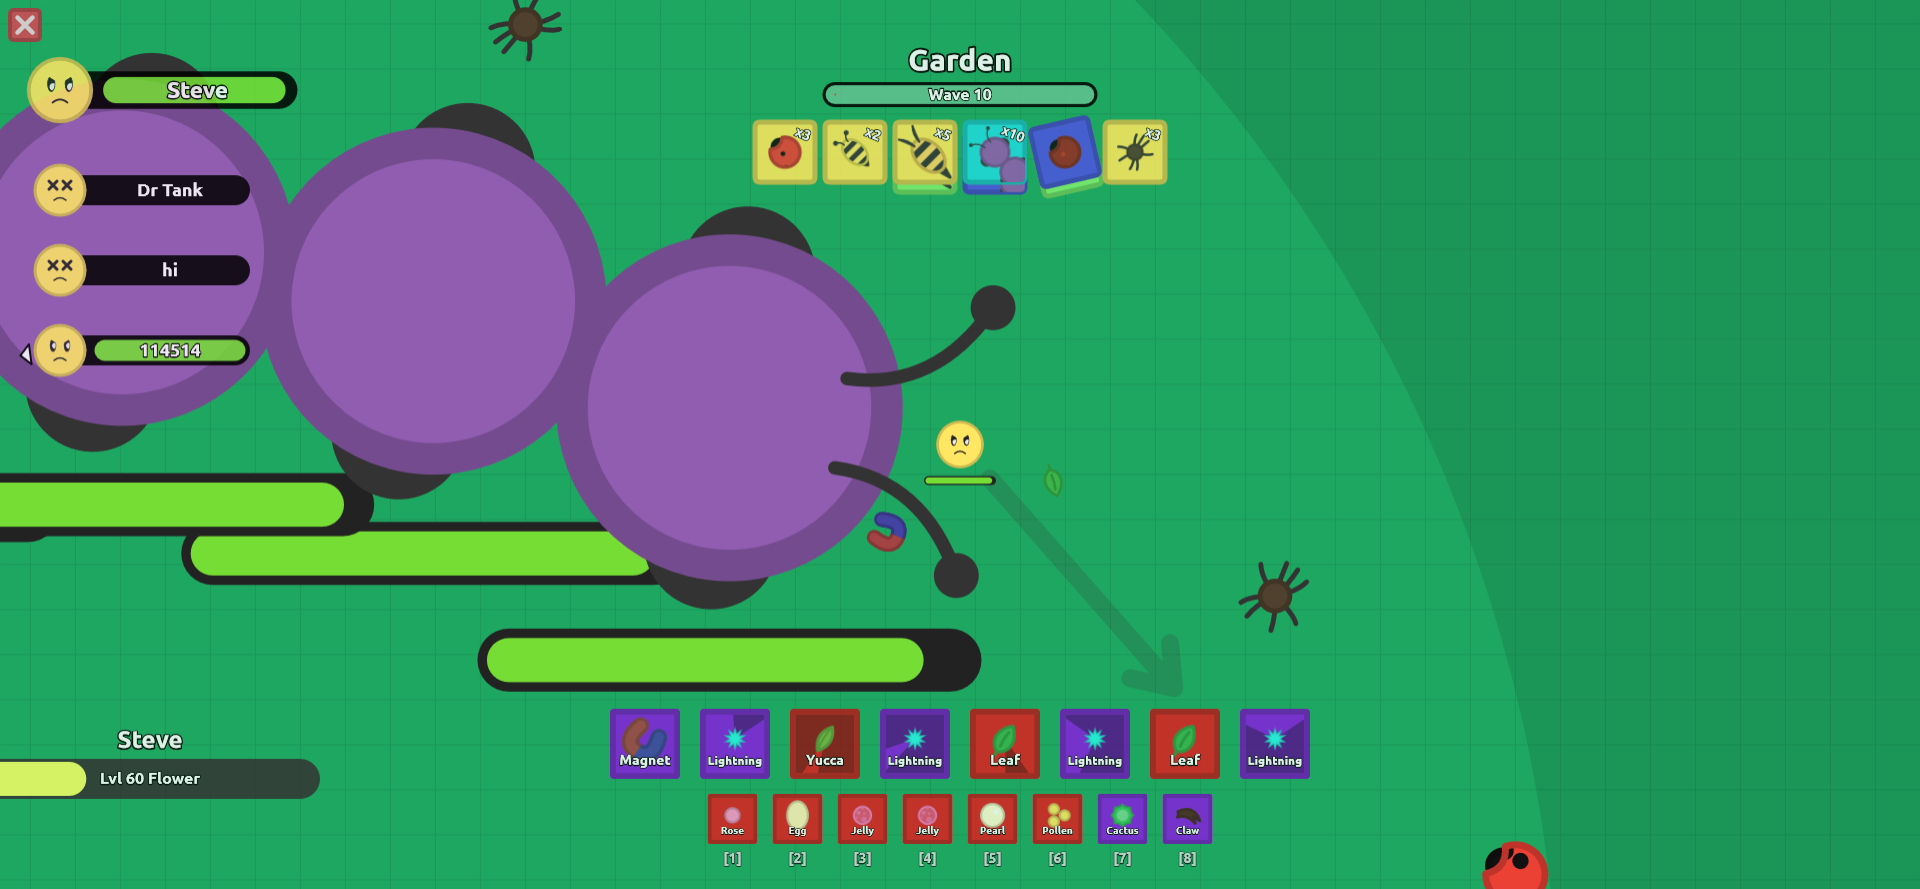 Garden
Wave 10
x3
x2
x5
x10
x3
Steve
Dr Tank
hi
114514
Steve
Lvl 60 Flower
Magnet
Lightning
Yucca
Lightning
Leaf
Lightning
Leaf
Lightning
Rose
Egg
Jelly
Jelly
Pearl
Pollen
Cactus
Claw
[1]
[2]
[3]
[4]
[5]
[6]
[7]
[8]